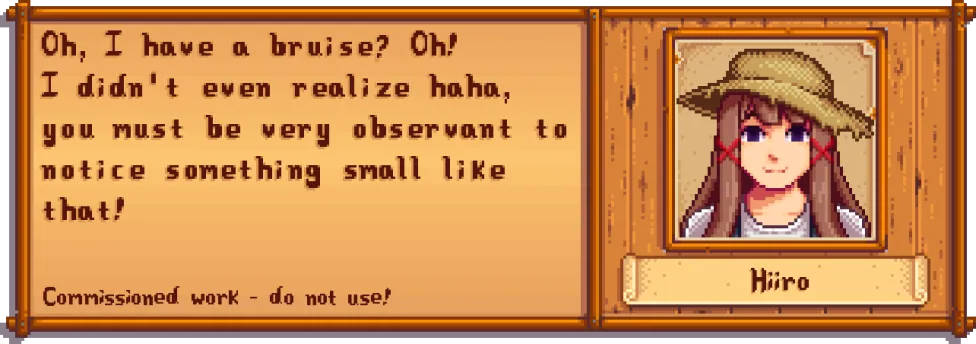 Oh, I have a bruise? Oh!
I didn't even realize haha,
you must be very observant to
notice something small like
that!
Commissioned work - do not use!
Hiiro